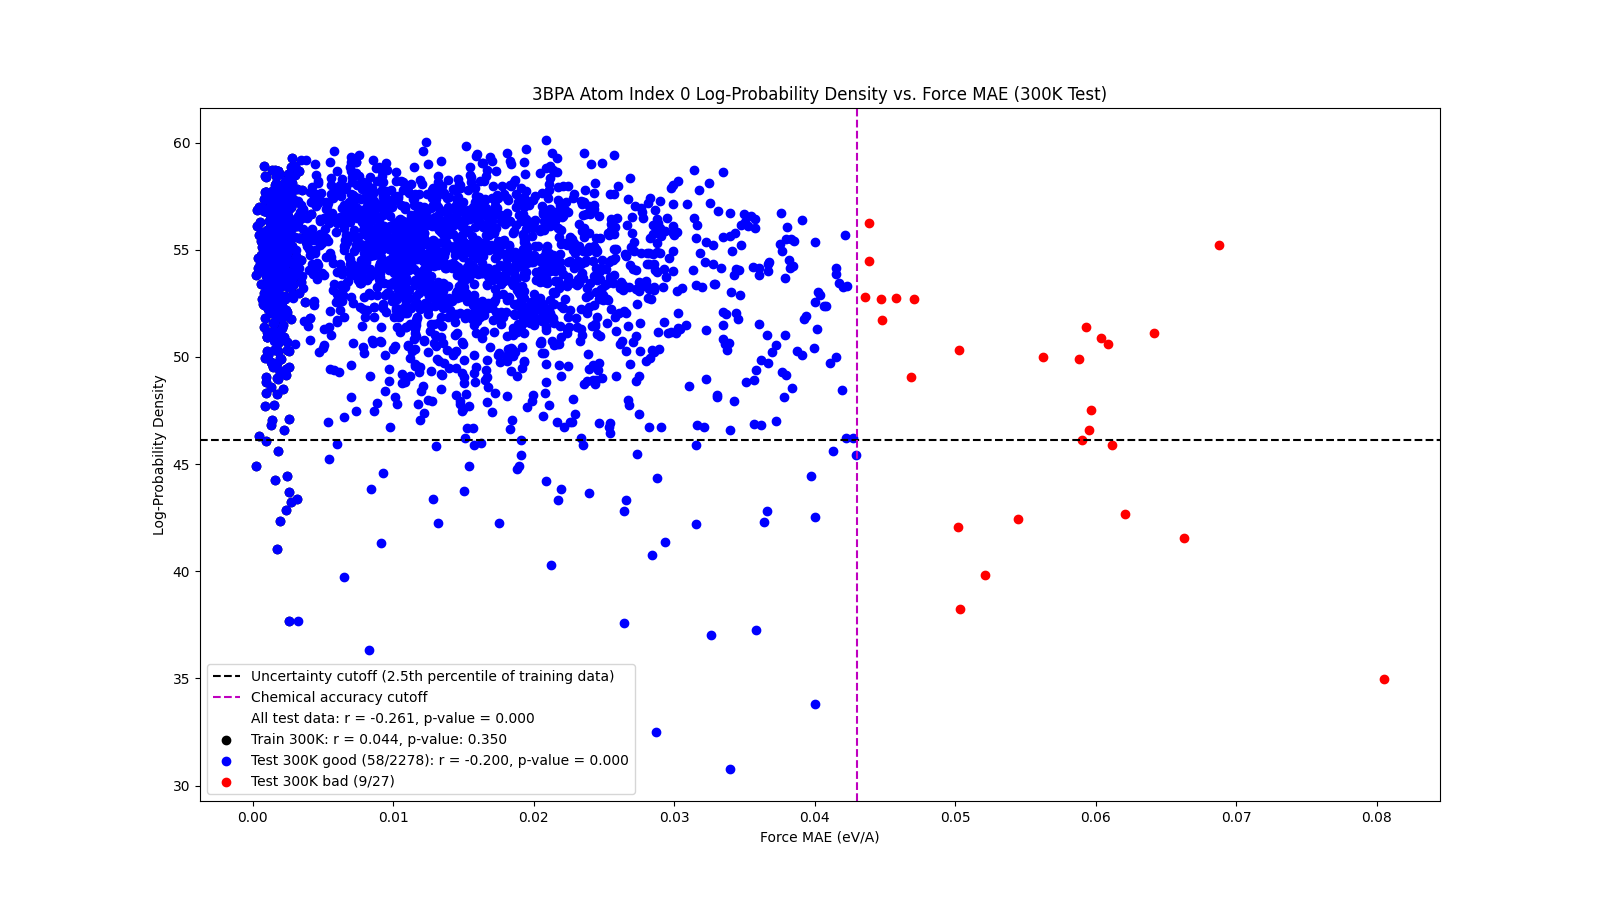 3BPA Atom Index 0 Log-Probability Density vs. Force MAE (300K Test)
60
55
50
45
40
35
30
Log-Probability Density
Uncertainty cutoff (2.5th percentile of training data)
Chemical accuracy cutoff
All test data: r = -0.261, p-value = 0.000
Train 300K: r = 0.044, p-value: 0.350
Test 300K good (58/2278): r = -0.200, p-value = 0.000
Test 300K bad (9/27)
0.00 0.01 0.02 0.03 0.04 0.05 0.06 0.07 0.08
Force MAE (eV/A)